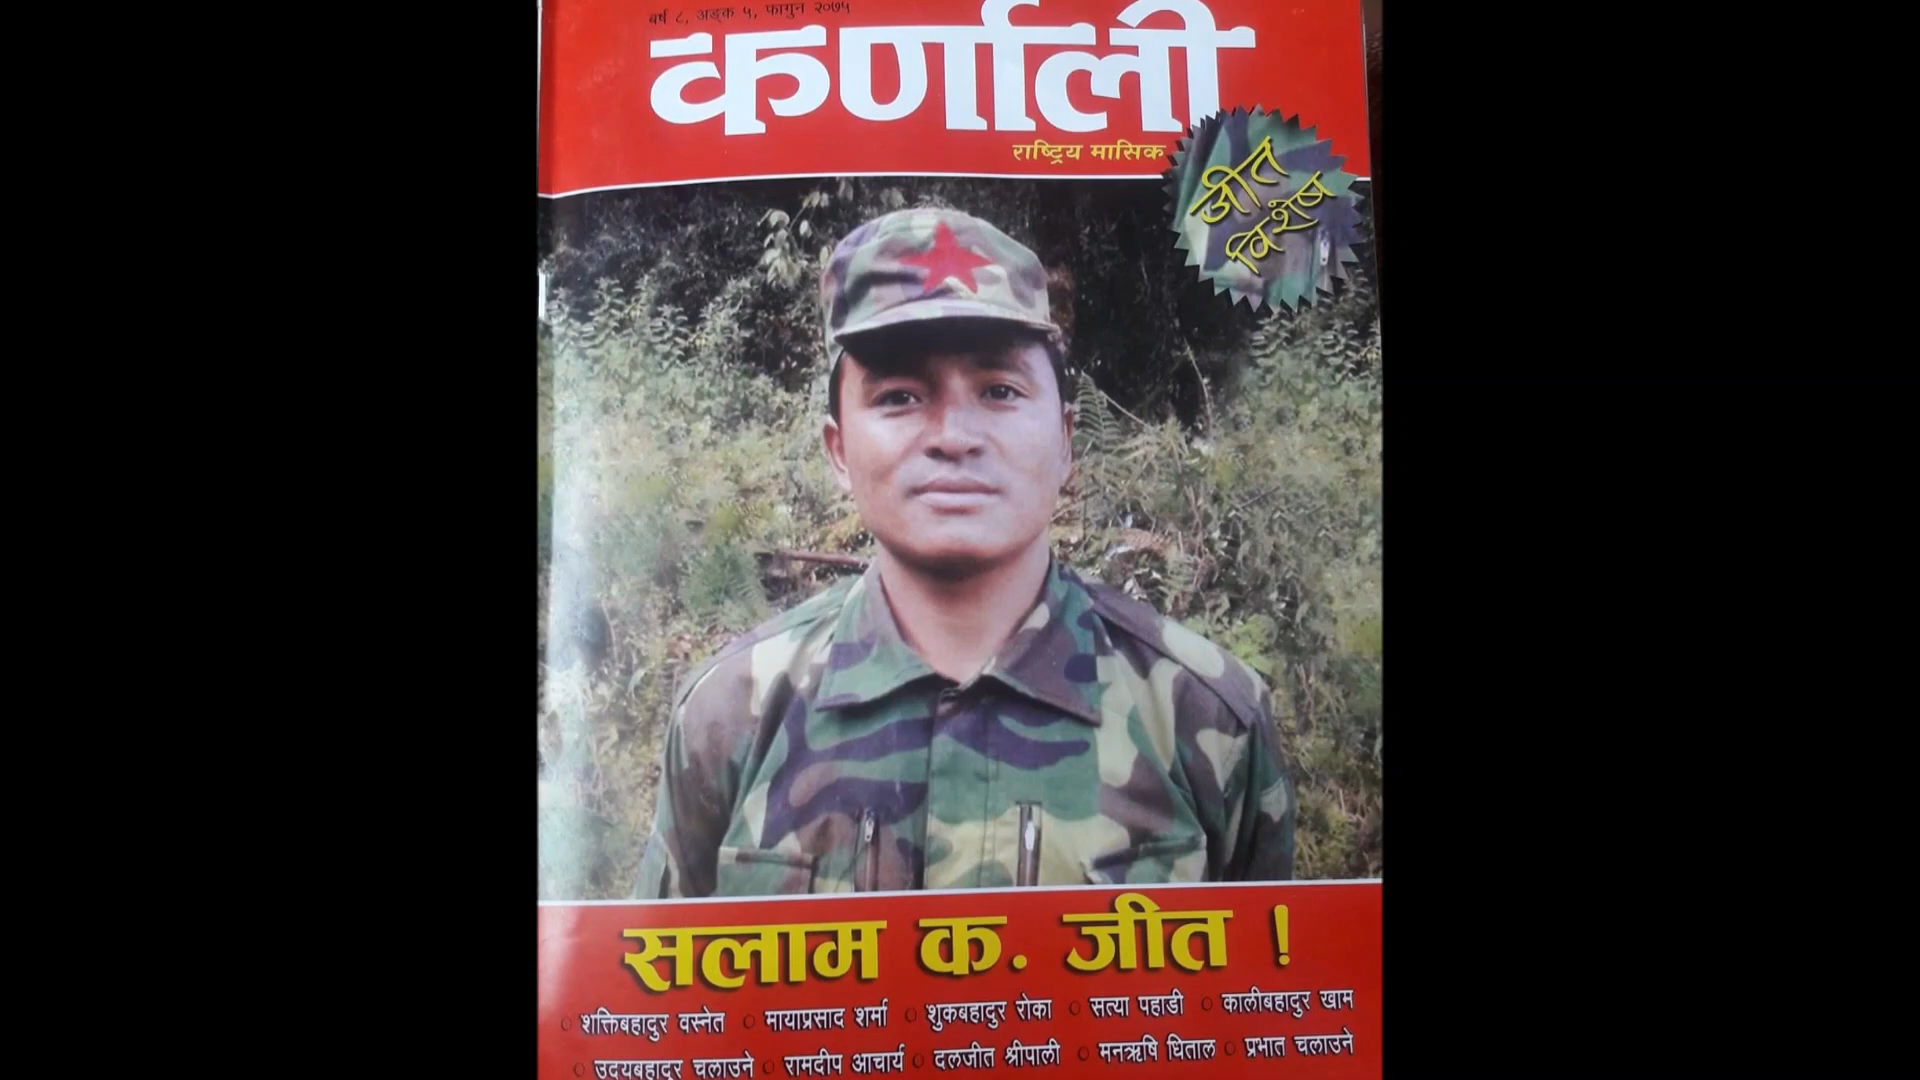 वर्ष ८, अङ्क ५, फागुन २०७५
कर्णाली
राष्ट्रिय मासिक
जीत
विशेष
सलाम क. जीत !
शक्तिबहादुर वस्नेत मायाप्रसाद शर्मा शुकबहादुर रोका सत्या पहाडी कालीबहादुर खाम
उदयबहादुर चलाउने रामदीप आचार्य दलजीत श्रीपाली मनऋषि धिताल प्रभात चलाउने